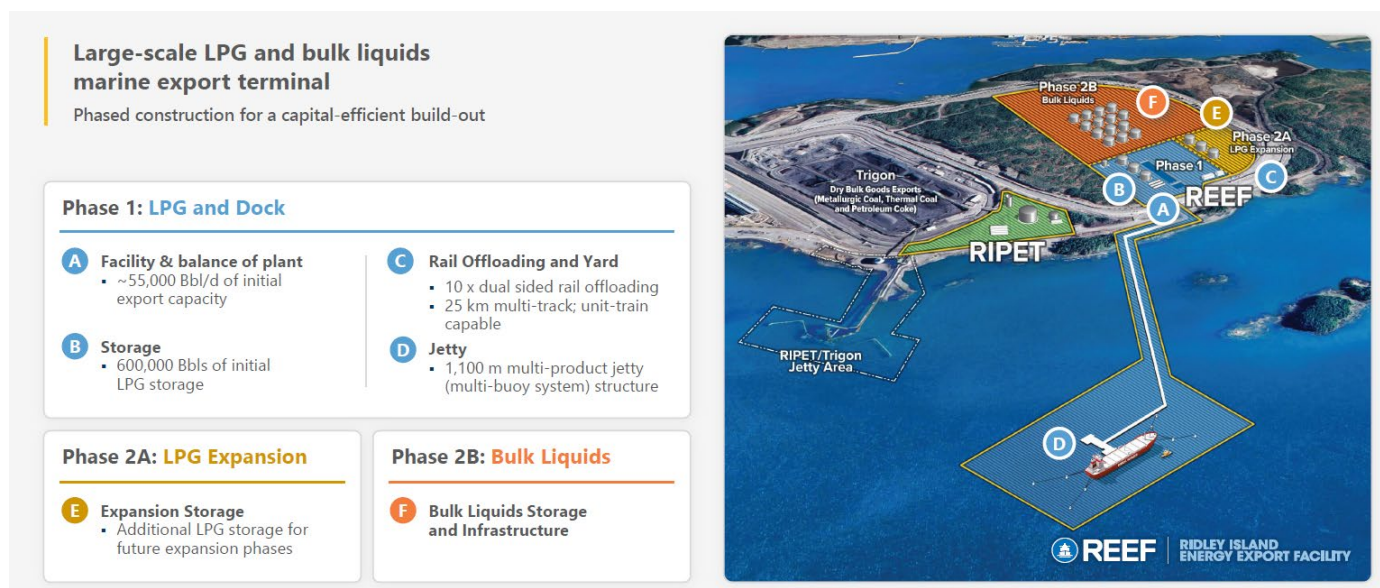 Large-scale LPG and bulk liquids
marine export terminal
Phased construction for a capital-efficient build-out
Phase 1: LPG and Dock
A
Facility & balance of plant
▪ ~55,000 Bbl/d of initial
export capacity
B
Storage
▪ 600,000 Bbls of initial
LPG storage
C
Rail Offloading and Yard
▪ 10 x dual sided rail offloading
▪ 25 km multi-track; unit-train
capable
D
Jetty
▪ 1,100 m multi-product jetty
(multi-buoy system) structure
Phase 2A: LPG Expansion
E
Expansion Storage
▪ Additional LPG storage for
future expansion phases
Phase 2B: Bulk Liquids
F
Bulk Liquids Storage
and Infrastructure
Phase 2B
Bulk Liquids
F
E
Phase 2A
LPG Expansion
Phase 1
C
B
REEF
A
Trigon
Dry Bulk Goods Exports
(Metallurgic Coal, Thermal Coal
and Petroleum Coke)
RIPET
RIPET/Trigon
Jetty Area
D
REEF
RIDLEY ISLAND
ENERGY EXPORT FACILITY